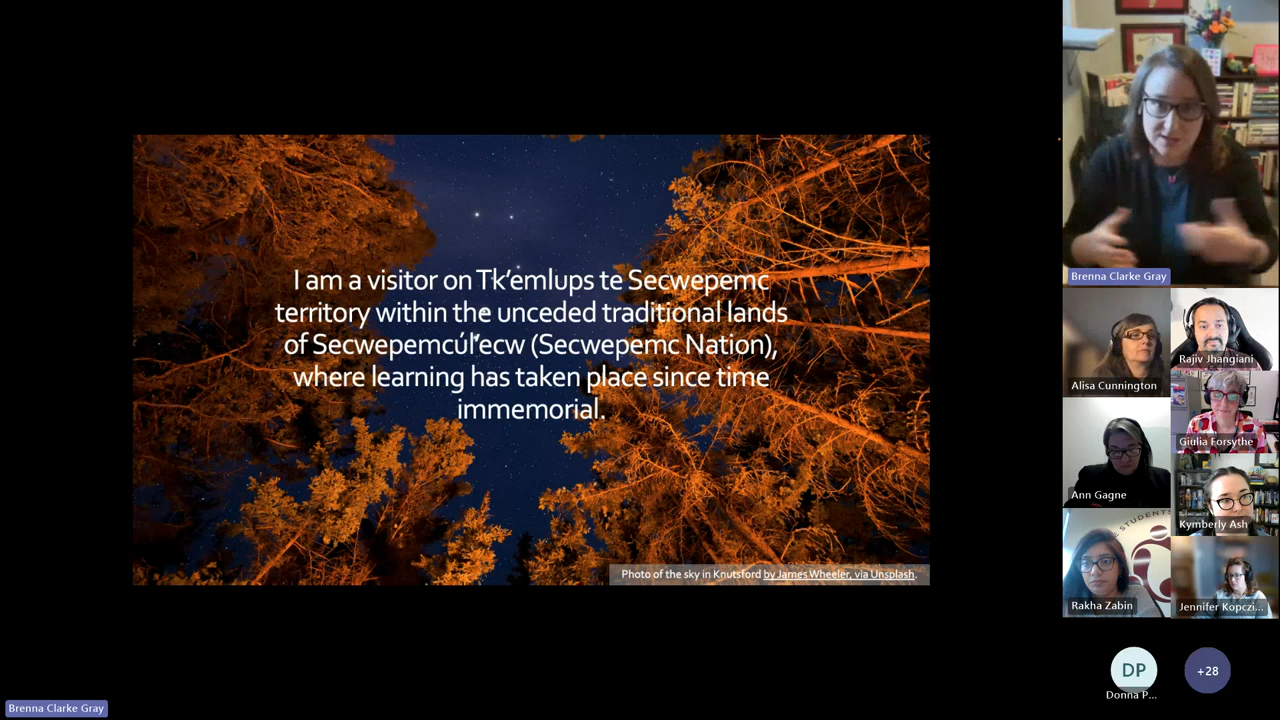 I am a visitor on Tk'emlups te Secwepemc
territory within the unceded traditional lands
of Secwepemcúl'ecw (Secwepemc Nation),
where learning has taken place since time
immemorial.
Photo of the sky in Knutsford by James Wheeler, via Unsplash.
Brenna Clarke Gray
Alisa Cunnington
Rajiv Jhangiani
Giulia Forsythe
Ann Gagne
STUDENTS
Kymberly Ash
Rakha Zabin
Jennifer Kopczi...
DP
Donna P...
+28
Brenna Clarke Gray